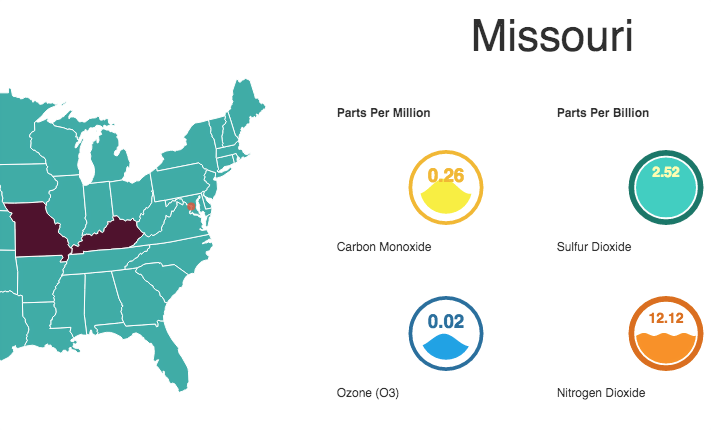 Missouri
Parts Per Million
Parts Per Billion
0.26
2.52
Carbon Monoxide
Sulfur Dioxide
0.02
12.12
Ozone (O3)
Nitrogen Dioxide